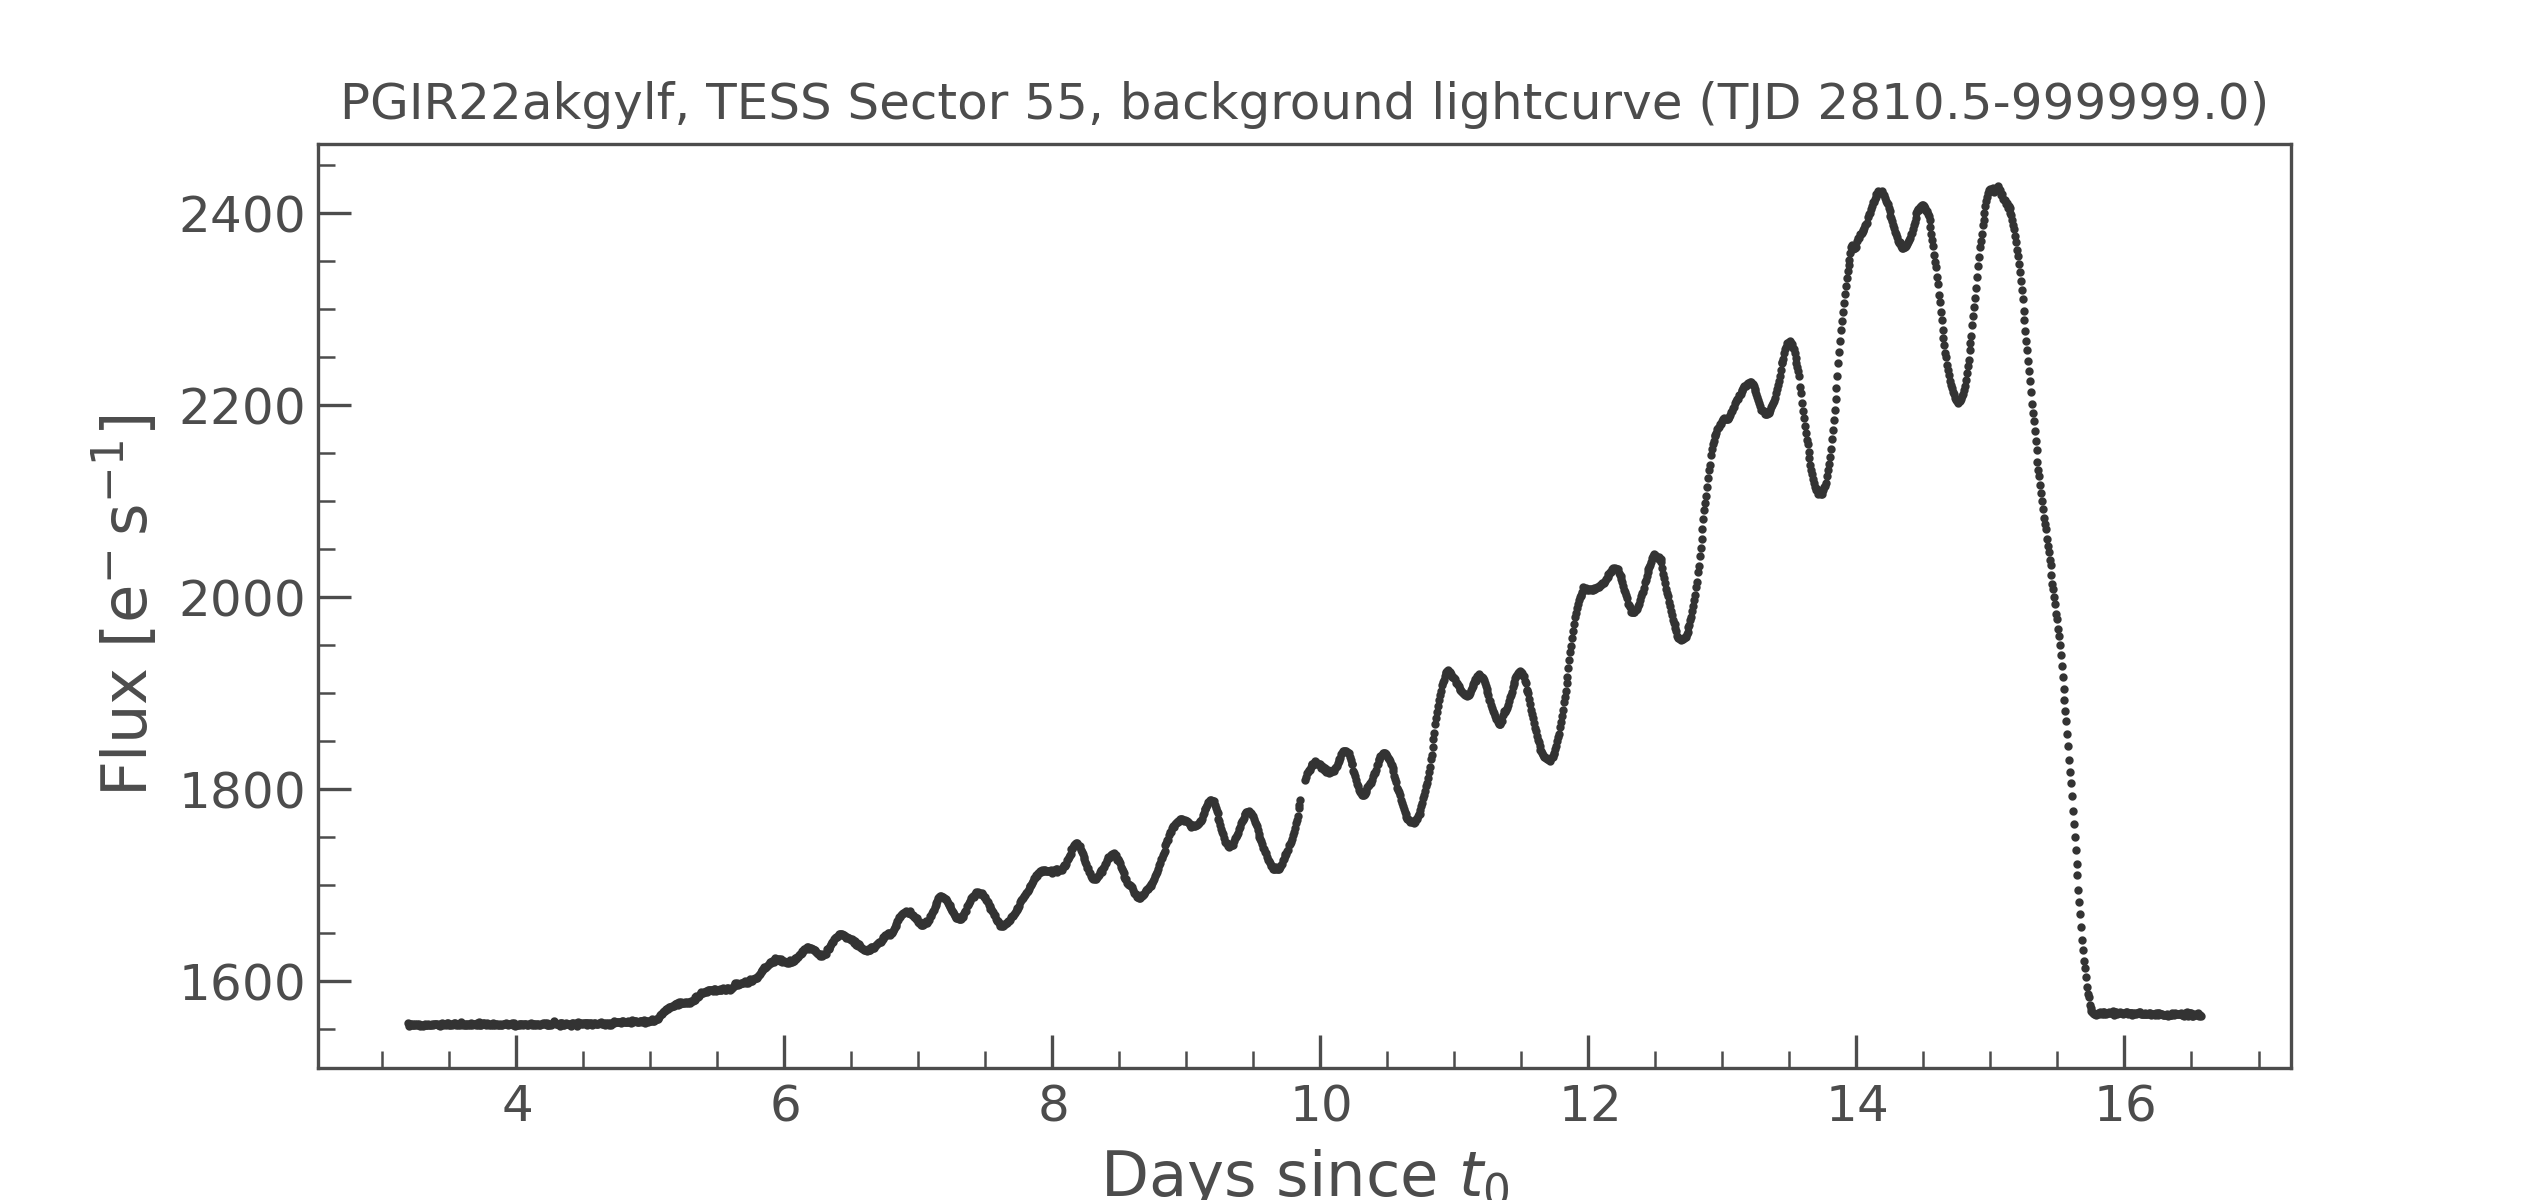 PGIR22akgylf, TESS Sector 55, background lightcurve (TJD 2810.5-999999.0)
Flux [e⁻ s⁻¹]
2400
2200
2000
1800
1600
4 6 8 10 12 14 16
Days since t₀